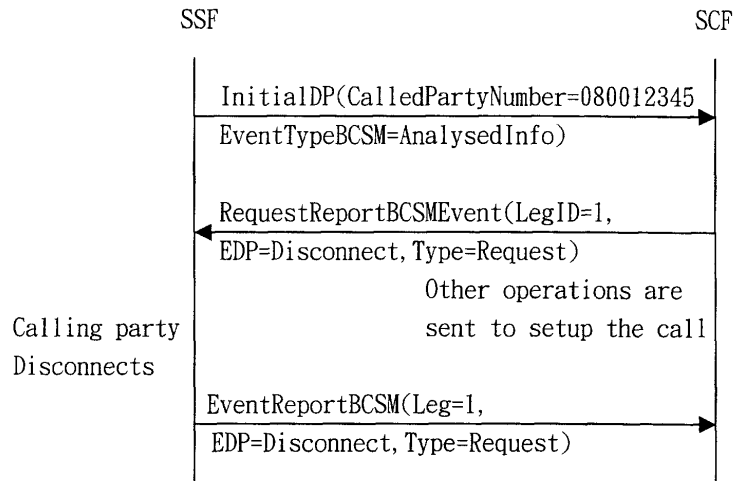 SSF
SCF
InitialDP(CalledPartyNumber=080012345
EventTypeBCSM=AnalysedInfo)
RequestReportBCSMEvent(LegID=1,
EDP=Disconnect,Type=Request)
Other operations are
sent to setup the call
Calling party
Disconnects
EventReportBCSM(Leg=1,
EDP=Disconnect,Type=Request)